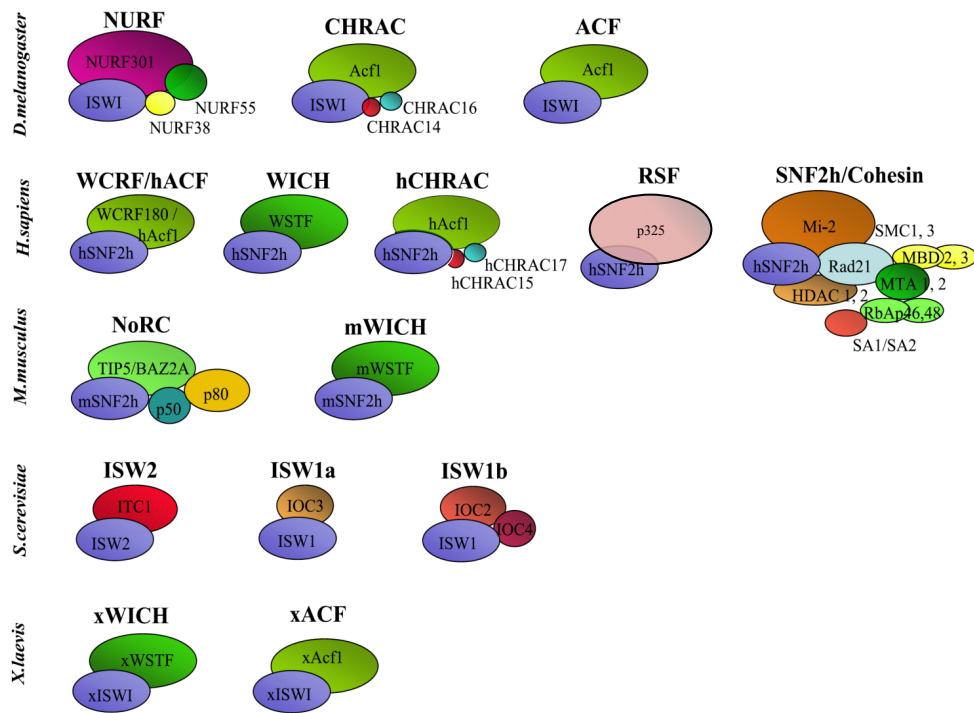 D.melanogaster
NURF
NURF301
ISWI
NURF55
NURF38
CHRAC
Acf1
ISWI
CHRAC16
CHRAC14
ACF
Acf1
ISWI
H.sapiens
WCRF/hACF
WCRF180 /
hAcf1
hSNF2h
WICH
WSTF
hSNF2h
hCHRAC
hAcf1
hSNF2h
hCHRAC17
hCHRAC15
RSF
p325
hSNF2h
SNF2h/Cohesin
Mi-2
SMC1, 3
hSNF2h
Rad21
MBD2, 3
MTA 1, 2
HDAC 1, 2
RbAp46,48
SA1/SA2
M.musculus
NoRC
TIP5/BAZ2A
mSNF2h
p50
p80
mWICH
mWSTF
mSNF2h
S.cerevisiae
ISW2
ITC1
ISW2
ISW1a
IOC3
ISW1
ISW1b
IOC2
IOC4
ISW1
X.laevis
xWICH
xWSTF
xISWI
xACF
xAcf1
xISWI